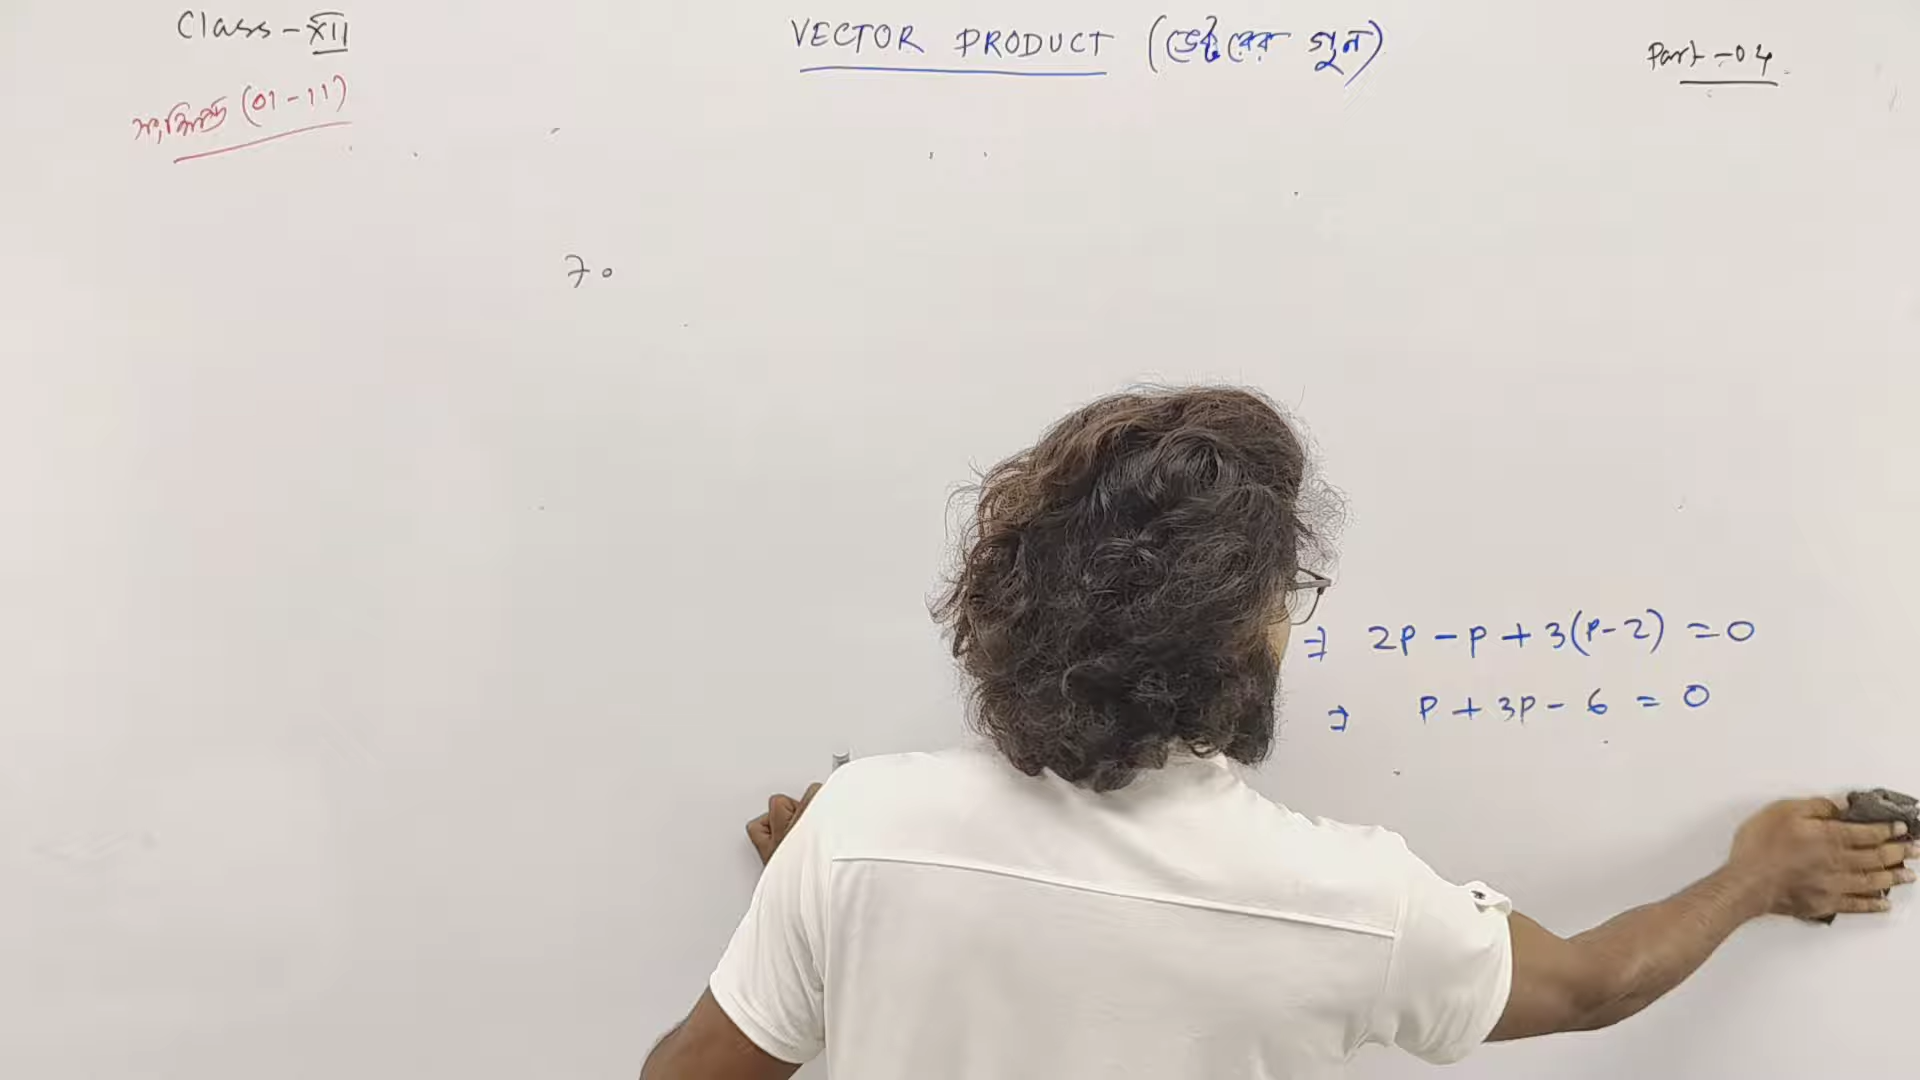 Class - XII
VECTOR PRODUCT (ভেক্টরের গুন)
Part - 04
(01 - 11)
7.
⇒ 2p - p + 3(p - 2) = 0
⇒ p + 3p - 6 = 0